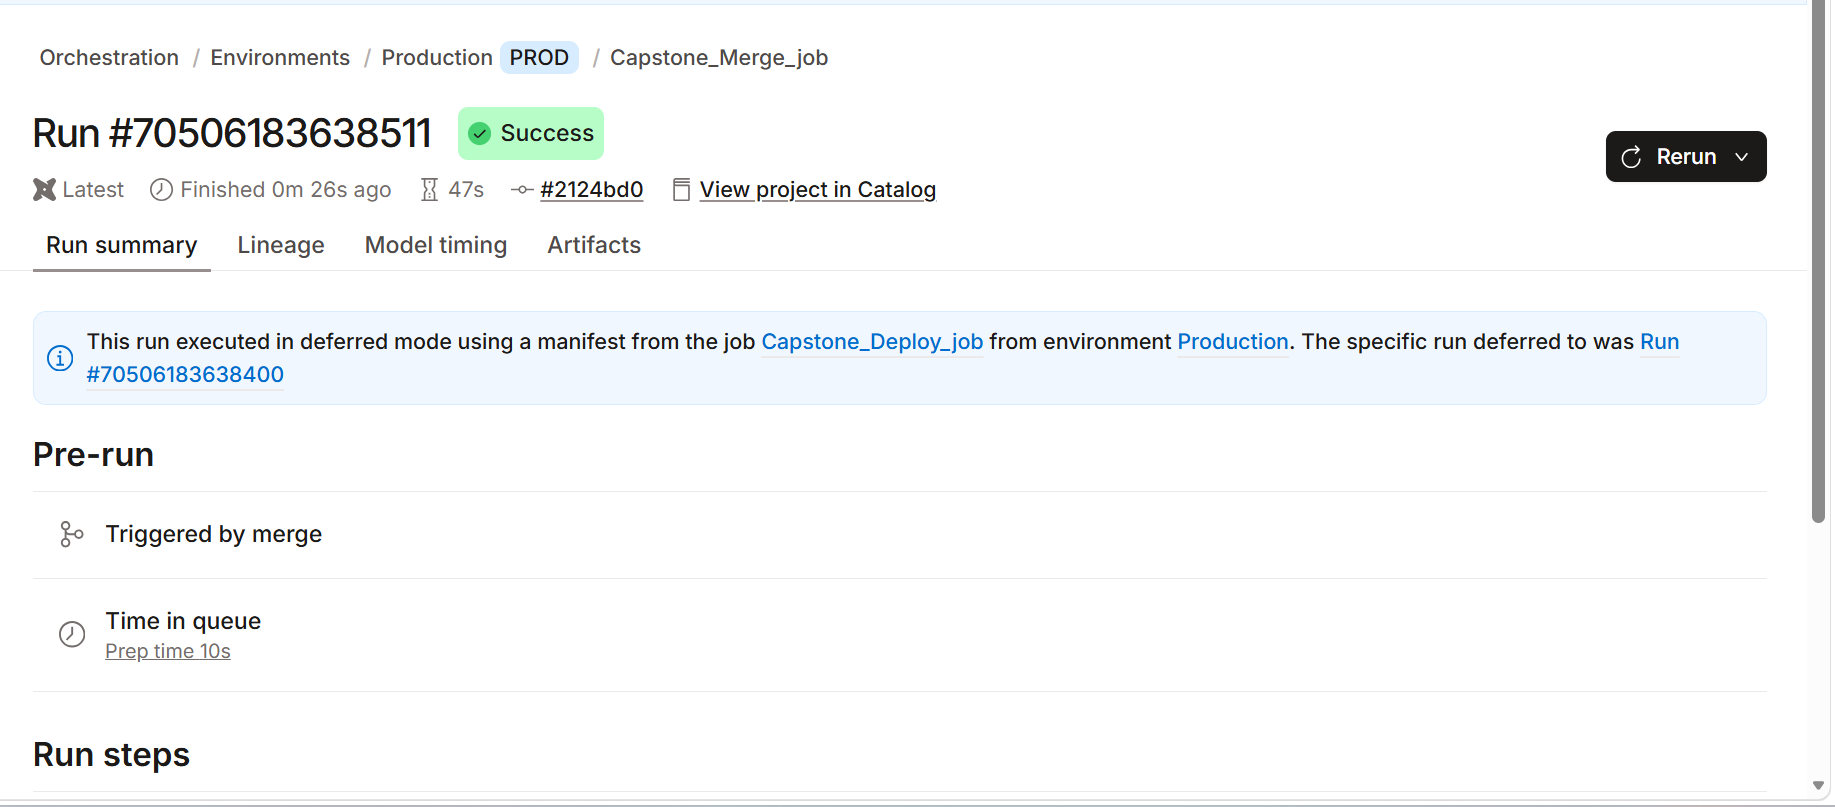 Orchestration / Environments / Production PROD / Capstone_Merge_job
Run #70506183638511 Success
Rerun
Latest Finished 0m 26s ago 47s #2124bd0 View project in Catalog
Run summary Lineage Model timing Artifacts
This run executed in deferred mode using a manifest from the job Capstone_Deploy_job from environment Production. The specific run deferred to was Run
#70506183638400
Pre-run
Triggered by merge
Time in queue
Prep time 10s
Run steps